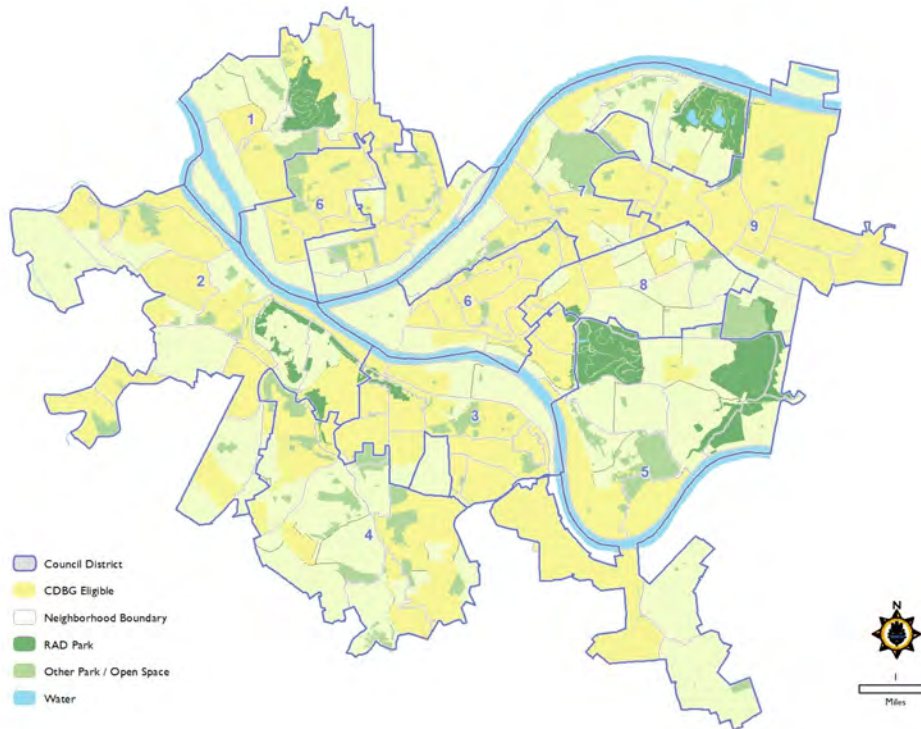 1
6
7
9
2
6
8
3
5
4
Council District
CDBG Eligible
Neighborhood Boundary
RAD Park
Other Park / Open Space
Water
N
1
Miles